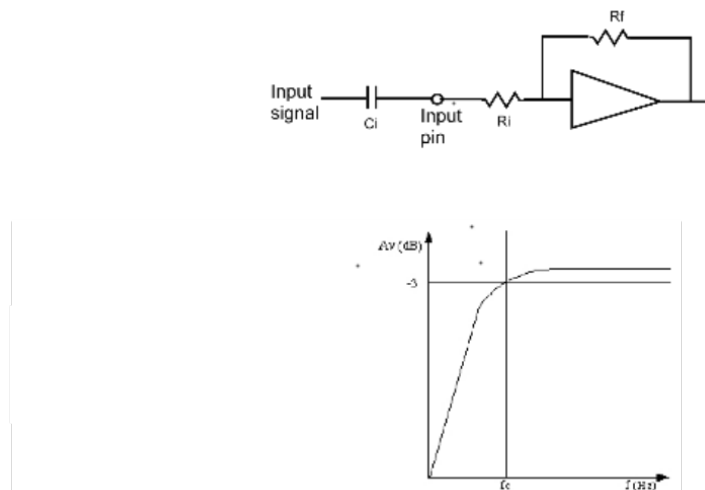 Rf
Input
signal
Ci
Input
pin
Ri
Av (dB)
-3
fc
f(Hz)